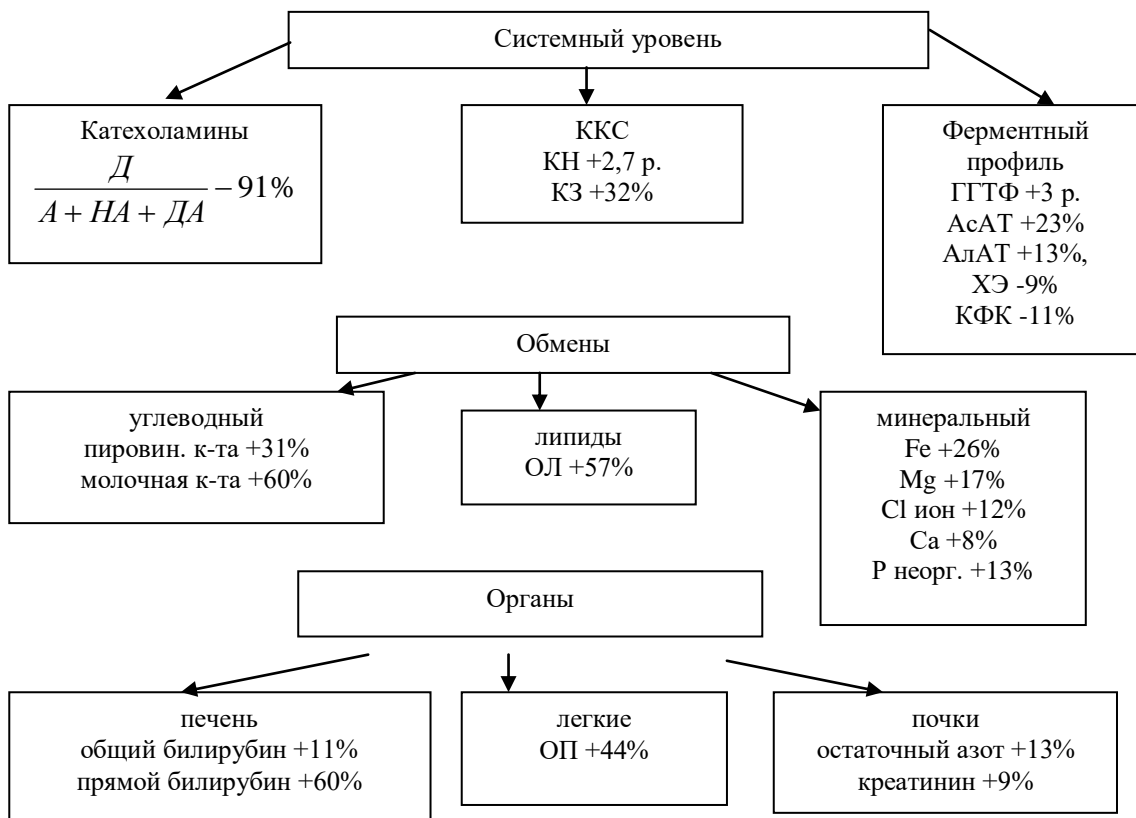 Системный уровень
Катехоламины
Д
А + НА + ДА
– 91%
ККС
КН +2,7 р.
КЗ +32%
Ферментный
профиль
ГГТФ +3 р.
АсАТ +23%
АлАТ +13%,
ХЭ -9%
КФК -11%
Обмены
углеводный
пировин. к-та +31%
молочная к-та +60%
липиды
ОЛ +57%
минеральный
Fe +26%
Mg +17%
Cl ион +12%
Ca +8%
Р неорг. +13%
Органы
печень
общий билирубин +11%
прямой билирубин +60%
легкие
ОП +44%
почки
остаточный азот +13%
креатинин +9%